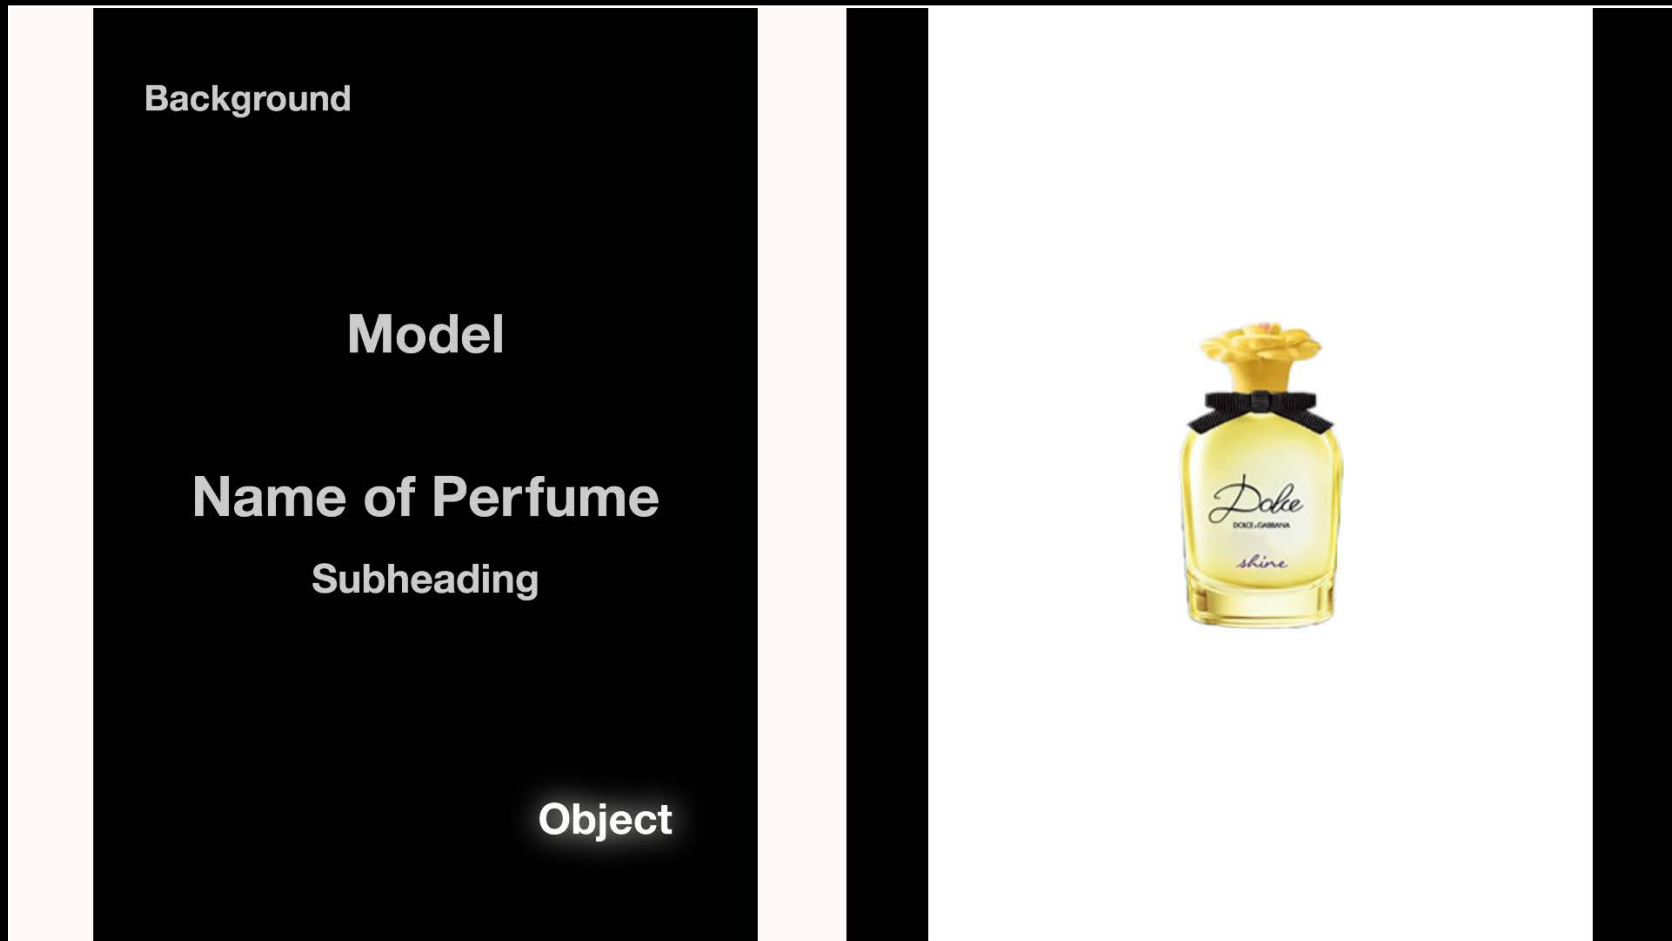 Background
Model
Name of Perfume
Subheading
Object
Dolce
DOLCE & GABBANA
shine